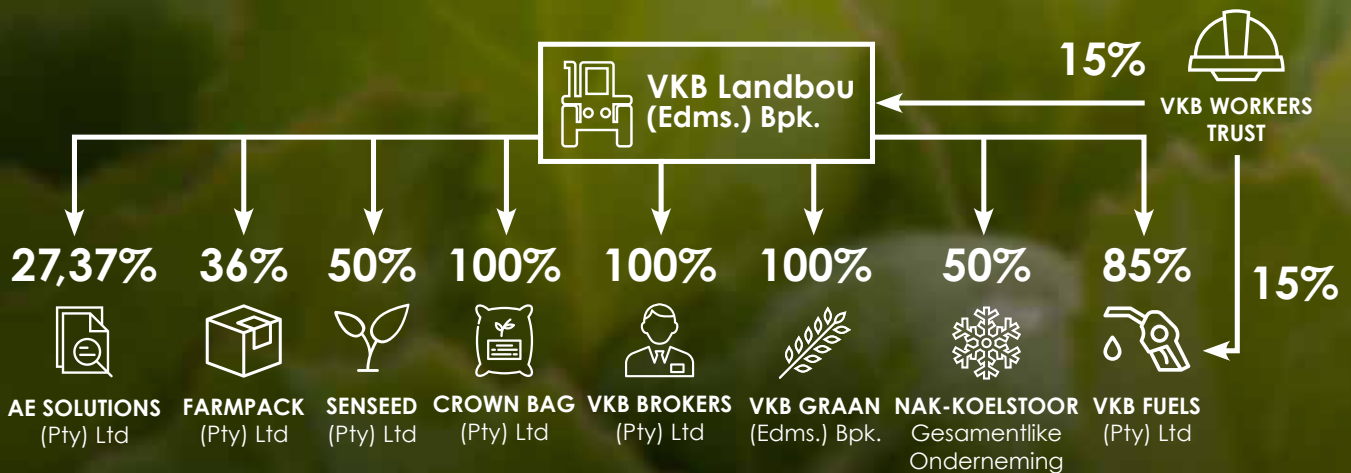 VKB Landbou
(Edms.) Bpk.
15%
VKB WORKERS
TRUST
27,37%
36%
50%
100%
100%
100%
50%
85%
15%
AE SOLUTIONS
(Pty) Ltd
FARMPACK
(Pty) Ltd
SENSEED
(Pty) Ltd
CROWN BAG
(Pty) Ltd
VKB BROKERS
(Pty) Ltd
VKB GRAAN
(Edms.) Bpk.
NAK-KOELSTOOR
Gesamentlike
Onderneming
VKB FUELS
(Pty) Ltd